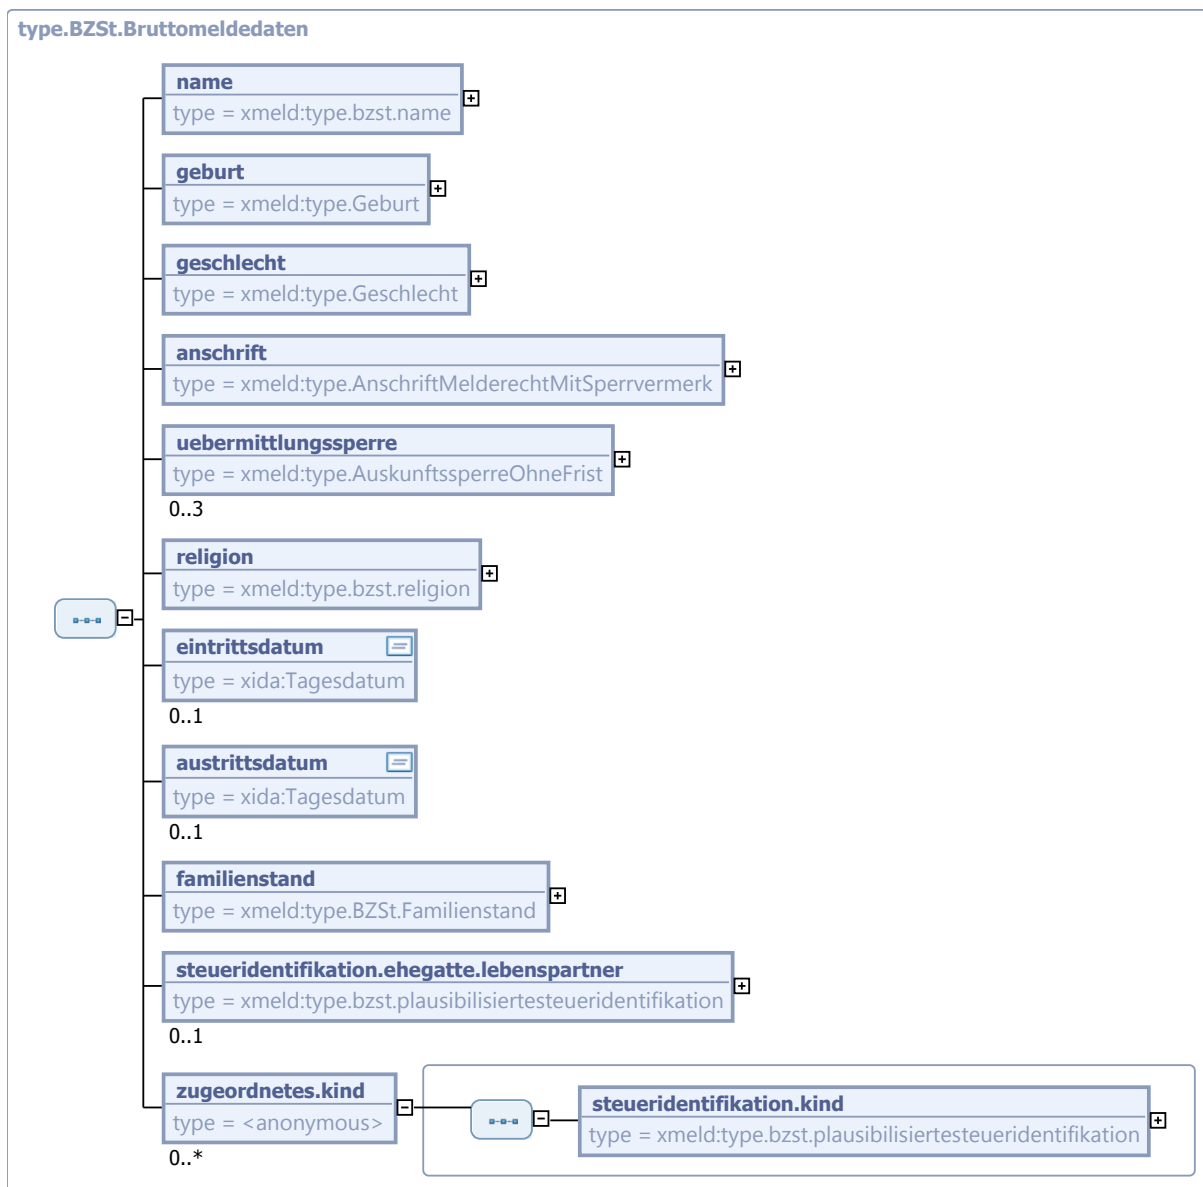 type.BZSt.Bruttomeldedaten
name
type = xmeld:type.bzst.name
geburt
type = xmeld:type.Geburt
geschlecht
type = xmeld:type.Geschlecht
anschrift
type = xmeld:type.AnschriftMelderechtMitSperrvermerk
uebermittlungssperre
type = xmeld:type.AuskunftssperreOhneFrist
0..3
religion
type = xmeld:type.bzst.religion
eintrittsdatum
type = xida:Tagesdatum
0..1
austrittsdatum
type = xida:Tagesdatum
0..1
familienstand
type = xmeld:type.BZSt.Familienstand
steueridentifikation.ehegatte.lebenspartner
type = xmeld:type.bzst.plausibilisiertesteueridentifikation
0..1
zugeordnetes.kind
type = <anonymous>
0..*
steueridentifikation.kind
type = xmeld:type.bzst.plausibilisiertesteueridentifikation